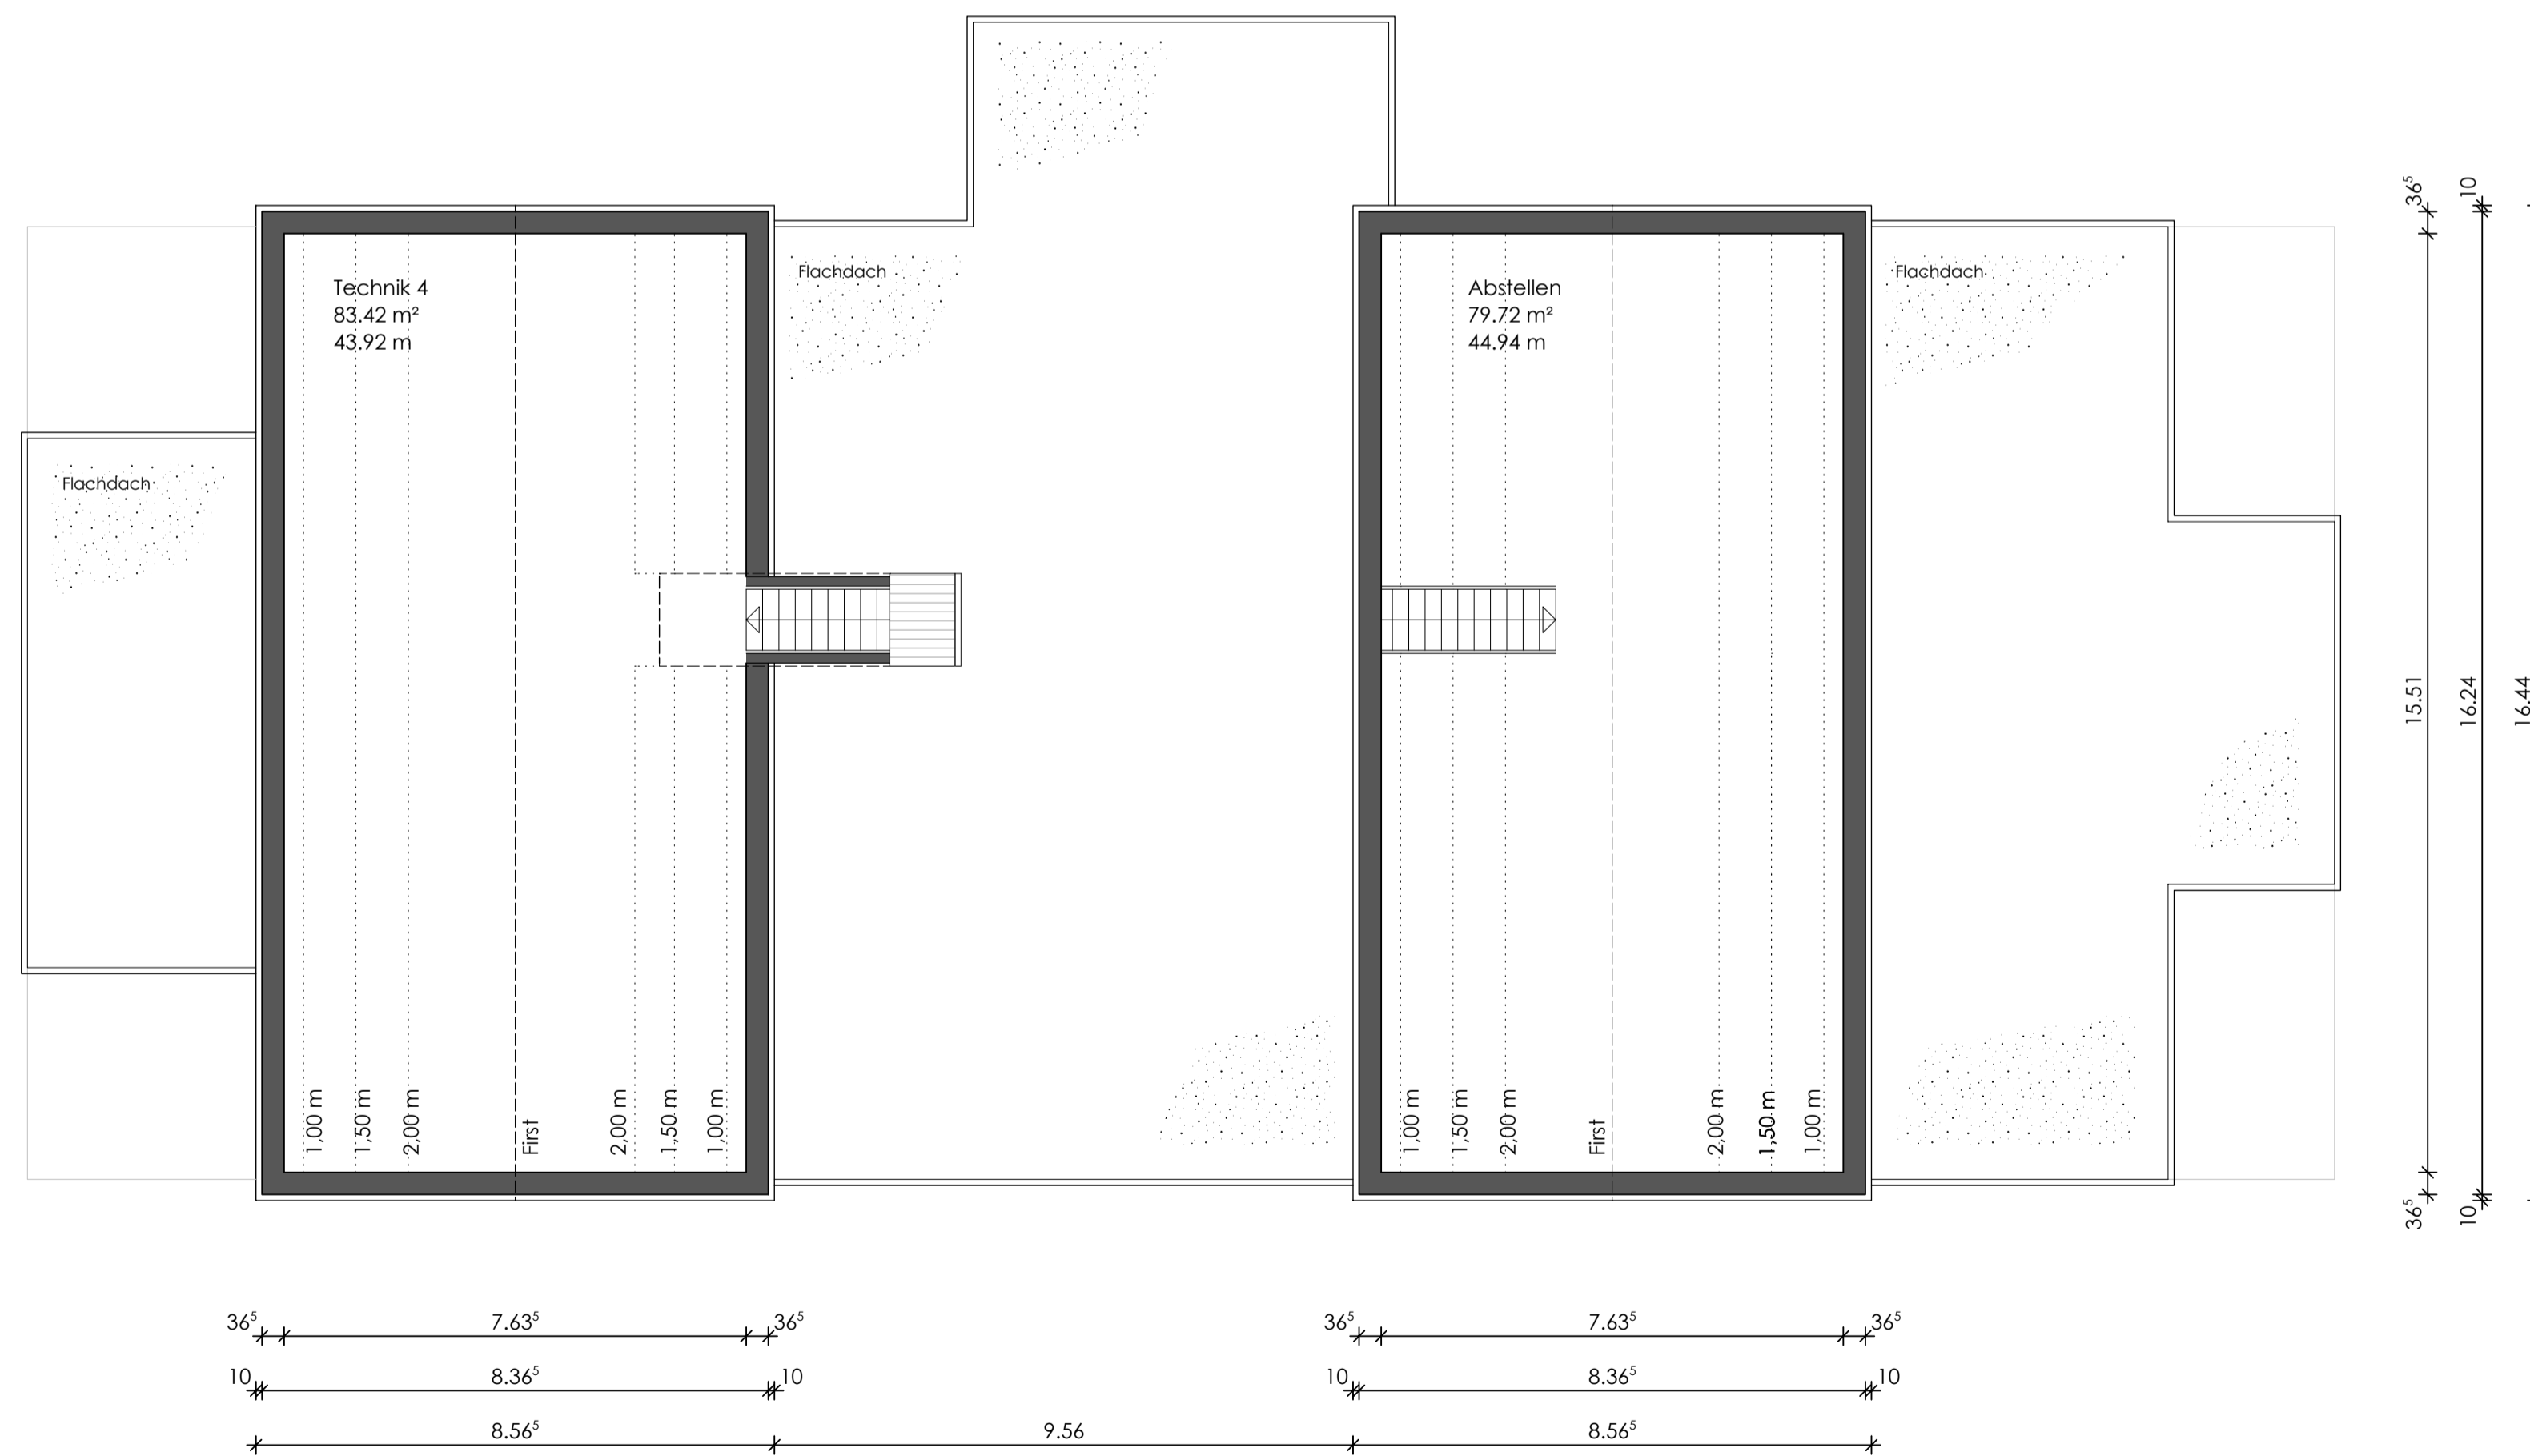 36⁵
10
Flachdach
Flachdach
Technik 4
83.42 m²
43.92 m
Abstellen
79.72 m²
44.94 m
Flachdach
15.51
16.24
16.44
1,00 m
1,50 m
2,00 m
First
2,00 m
1,50 m
1,00 m
1,00 m
1,50 m
2,00 m
First
2,00 m
1,50 m
1,00 m
36⁵
10
36⁵
7.63⁵
36⁵
36⁵
7.63⁵
36⁵
10
8.36⁵
10
10
8.36⁵
10
8.56⁵
9.56
8.56⁵